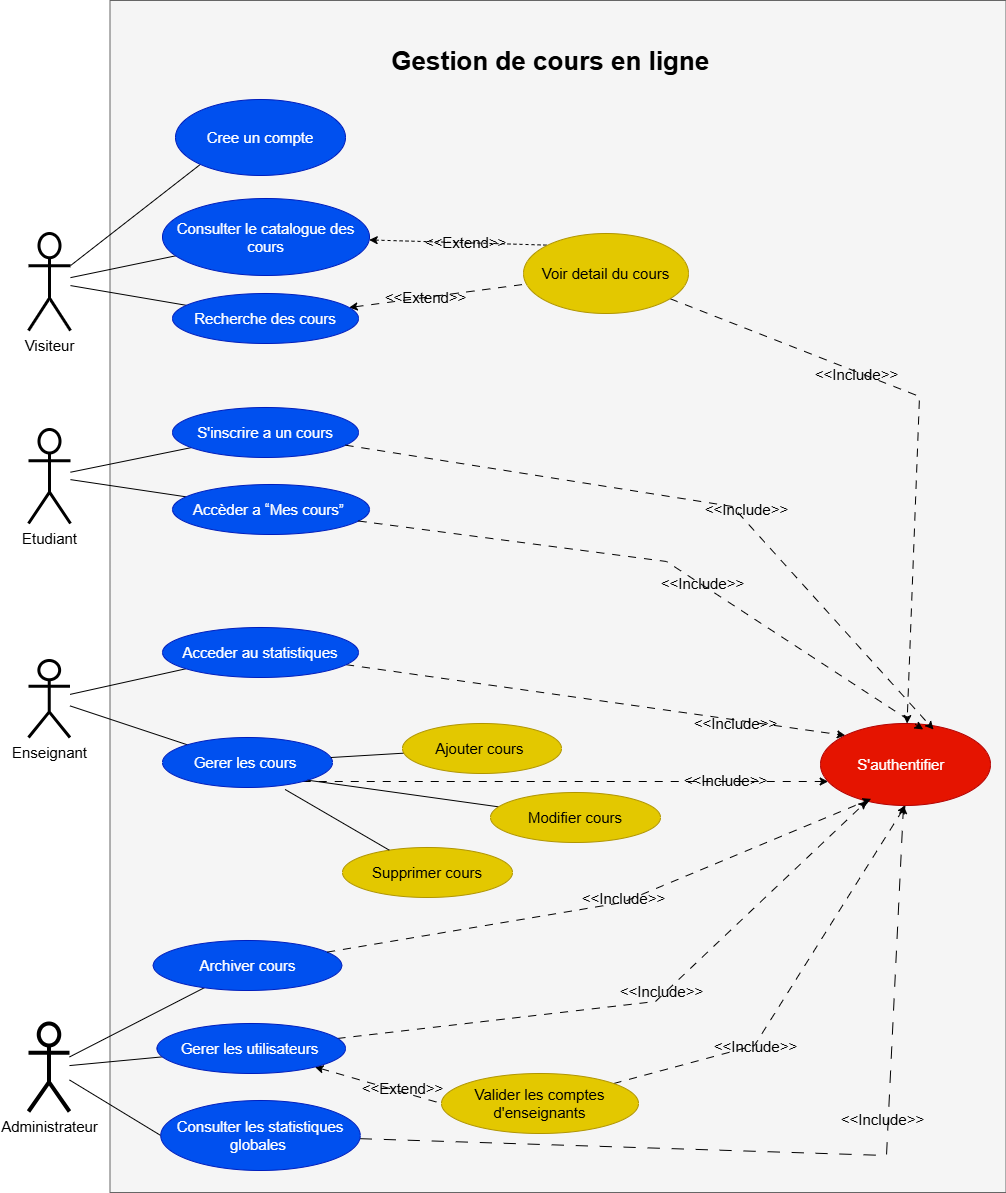 Gestion de cours en ligne
Cree un compte
Consulter le catalogue des
cours
<<Extend>>
Voir detail du cours
<<Extend>>
Recherche des cours
Visiteur
<<Include>>
S'inscrire a un cours
Accèder a “Mes cours”
<<Include>>
Etudiant
<<Include>>
Acceder au statistiques
<<Include>>
Enseignant
Gerer les cours
Ajouter cours
<<Include>>
S'authentifier
Modifier cours
Supprimer cours
<<Include>>
Archiver cours
<<Include>>
Gerer les utilisateurs
<<Include>>
<<Extend>>
Valider les comptes
d'enseignants
Administrateur
Consulter les statistiques
globales
<<Include>>